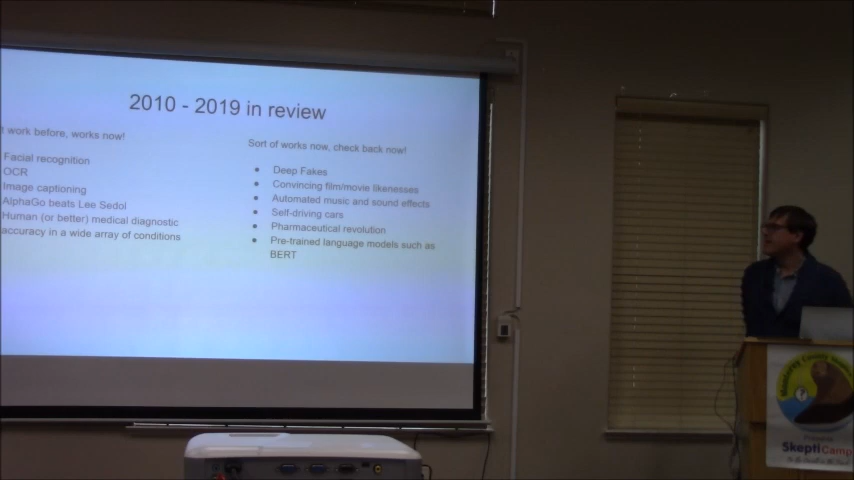 2010 - 2019 in review
work before, works now!
Facial recognition
OCR
Image captioning
AlphaGo beats Lee Sedol
Human (or better) medical diagnostic
accuracy in a wide array of conditions
Sort of works now, check back now!
Deep Fakes
Convincing film/movie likenesses
Automated music and sound effects
Self-driving cars
Pharmaceutical revolution
Pre-trained language models such as
BERT
Monterey County
SkeptiCamp